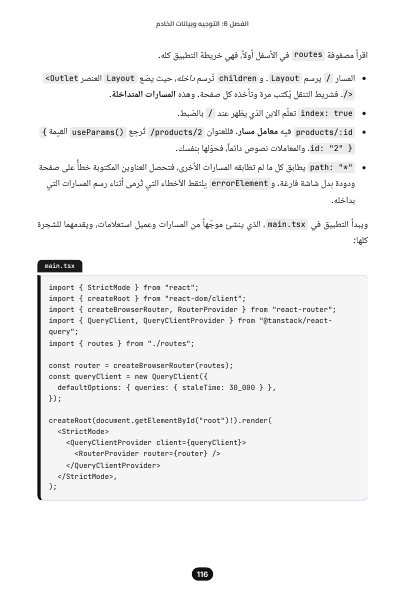 الفصل 6: التوجيه وبيانات الخادم
اقرأ مصفوفة routes في الأسفل أولاً، فهي خريطة التطبيق كله.
• المسار / يرسم Layout. و children تُرسم داخله، حيث يضع Layout العنصر <Outlet
/>. فشريط التنقل يُكتب مرة وتأخذه كل صفحة. وهذه المسارات المتداخلة.
• index: true تعلّم الابن الذي يظهر عند / بالضبط.
• products/:id فيه معامل مسار. فللعنوان /products/2 تُرجع useParams() القيمة {
id: "2" }. والمعاملات نصوص دائماً، فحوّلها بنفسك.
• path: "*" يطابق كل ما لم تطابقه المسارات الأخرى، فتحصل العناوين المكتوبة خطأً على صفحة
ودودة بدل شاشة فارغة. و errorElement يلتقط الأخطاء التي تُرمى أثناء رسم المسارات التي
بداخله.
ويبدأ التطبيق في main.tsx، الذي ينشئ موجّهاً من المسارات وعميل استعلامات، ويقدمهما للشجرة
كلها:
main.tsx
import { StrictMode } from "react";
import { createRoot } from "react-dom/client";
import { createBrowserRouter, RouterProvider } from "react-router";
import { QueryClient, QueryClientProvider } from "@tanstack/react-
query";
import { routes } from "./routes";
const router = createBrowserRouter(routes);
const queryClient = new QueryClient({
  defaultOptions: { queries: { staleTime: 30_000 } },
});
createRoot(document.getElementById("root")!).render(
  <StrictMode>
    <QueryClientProvider client={queryClient}>
      <RouterProvider router={router} />
    </QueryClientProvider>
  </StrictMode>,
);
116